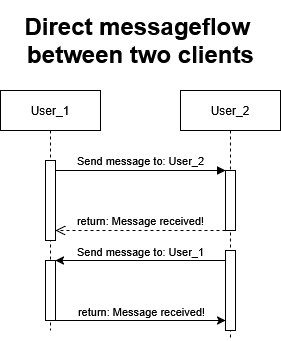 Direct messageflow
between two clients
User_1
User_2
Send message to: User_2
return: Message received!
Send message to: User_1
return: Message received!